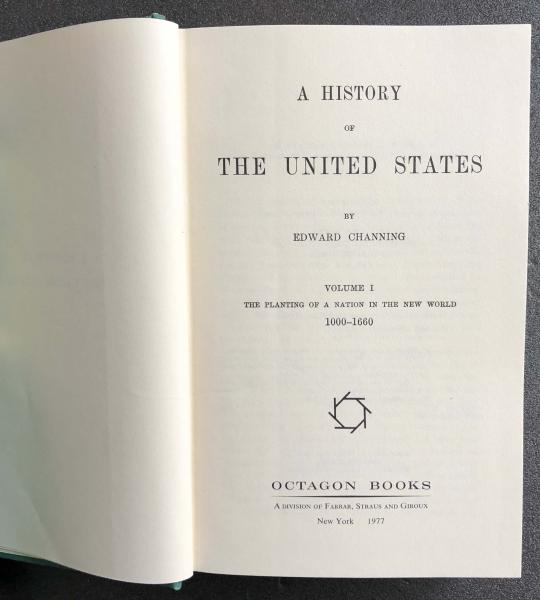 A HISTORY
OF
THE UNITED STATES
BY
EDWARD CHANNING
VOLUME I
THE PLANTING OF A NATION IN THE NEW WORLD
1000–1660
OCTAGON BOOKS
A DIVISION OF FARRAR, STRAUS AND GIROUX
New York 1977